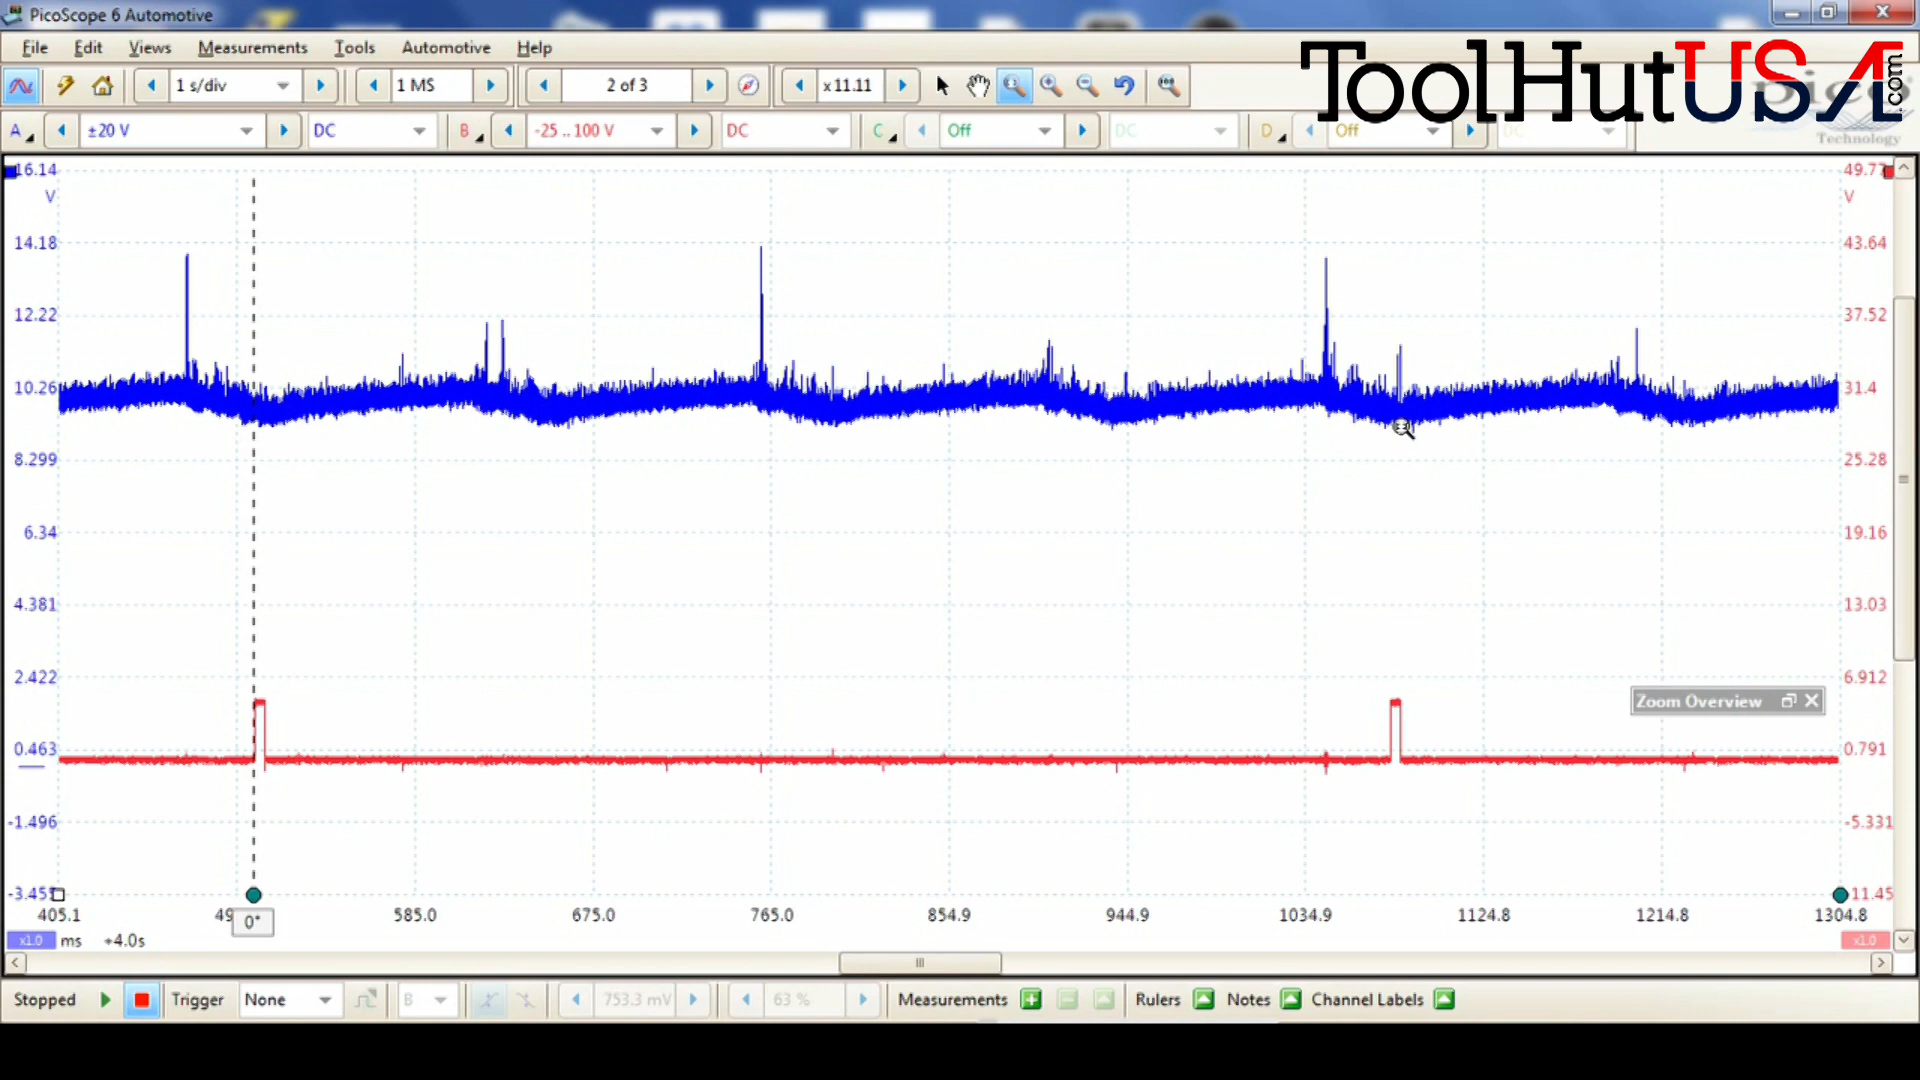 PicoScope 6 Automotive
File Edit Views Measurements Tools Automotive Help
1 s/div 1 MS 2 of 3 x11.11
A ±20 V DC B -25 .. 100 V DC C Off DC D Off DC
ToolHutUSA.com
pico
Technology
16.14 49.77
V V
14.18 43.64
12.22 37.52
10.26 31.4
8.299 25.28
6.34 19.16
4.381 13.03
2.422 6.912
Zoom Overview
0.463 0.791
-1.496 -5.331
-3.455 -11.45
405.1 49 0° 585.0 675.0 765.0 854.9 944.9 1034.9 1124.8 1214.8 1304.8
x1.0 ms +4.0s x1.0
Stopped Trigger None B 753.3 mV 63 % Measurements Rulers Notes Channel Labels